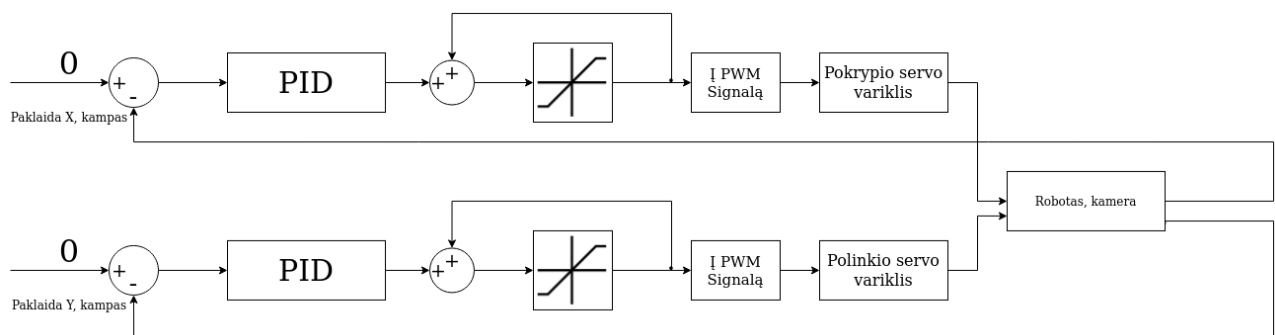 0
+
-
Paklaida X, kampas
PID
+
+
Į PWM
Signalą
Pokrypio servo
variklis
Robotas, kamera
0
+
-
Paklaida Y, kampas
PID
+
+
Į PWM
Signalą
Polinkio servo
variklis